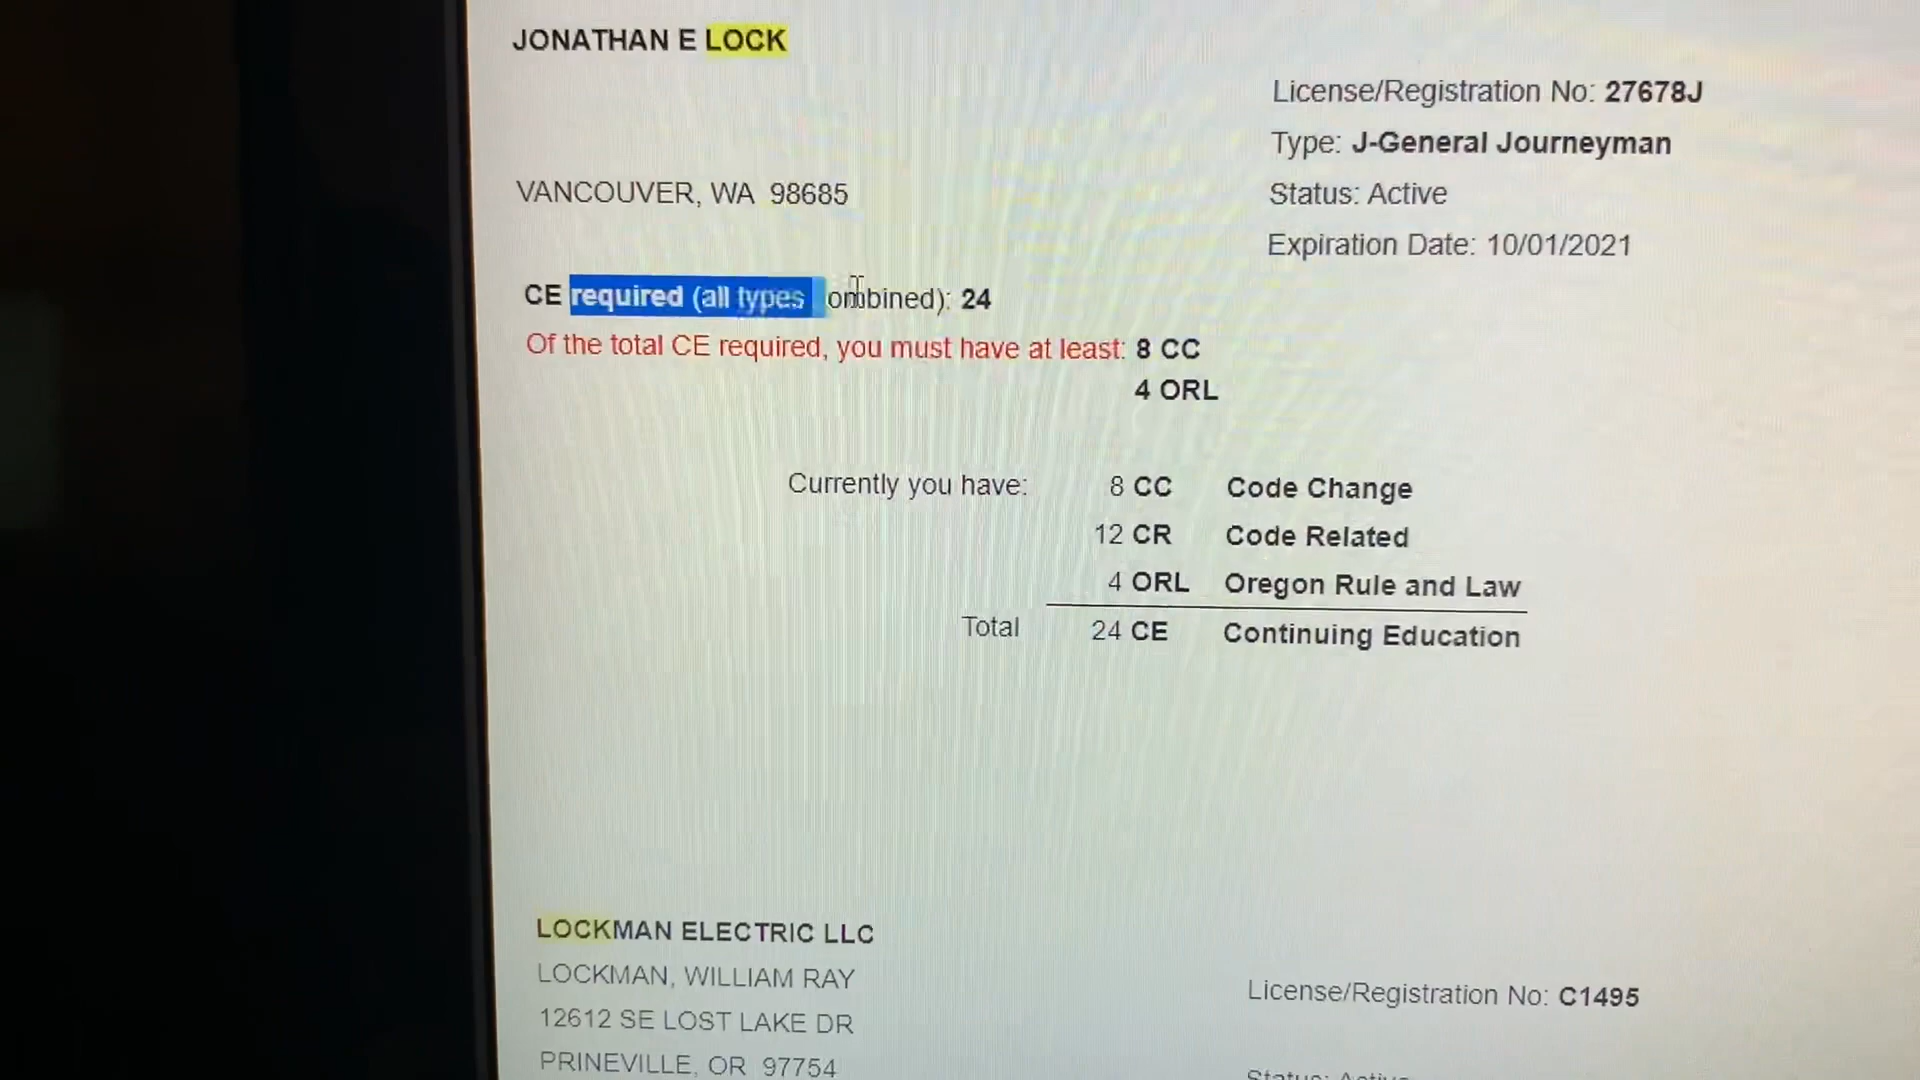 JONATHAN E LOCK
License/Registration No: 27678J
Type: J-General Journeyman
VANCOUVER, WA 98685
Status: Active
Expiration Date: 10/01/2021
CE required (all types ombined): 24
Of the total CE required, you must have at least: 8 CC
4 ORL
Currently you have: 8 CC Code Change
12 CR Code Related
4 ORL Oregon Rule and Law
Total 24 CE Continuing Education
LOCKMAN ELECTRIC LLC
LOCKMAN, WILLIAM RAY
License/Registration No: C1495
12612 SE LOST LAKE DR
PRINEVILLE, OR 97754
Status: Active